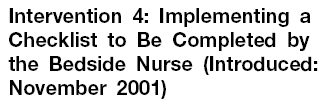 Intervention 4: Implementing a
Checklist to Be Completed by
the Bedside Nurse (Introduced:
November 2001)